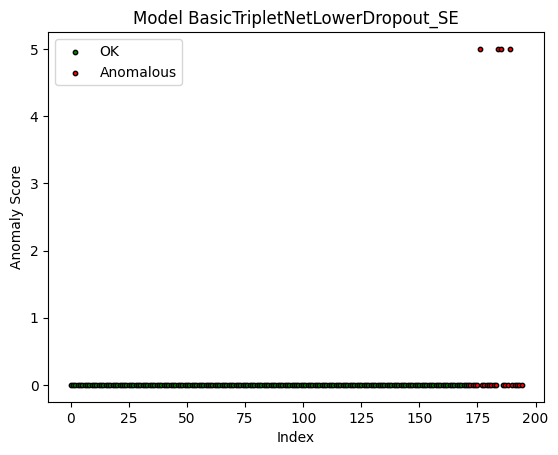 Model BasicTripletNetLowerDropout_SE
OK
Anomalous
Anomaly Score
5
4
3
2
1
0
0 25 50 75 100 125 150 175 200
Index